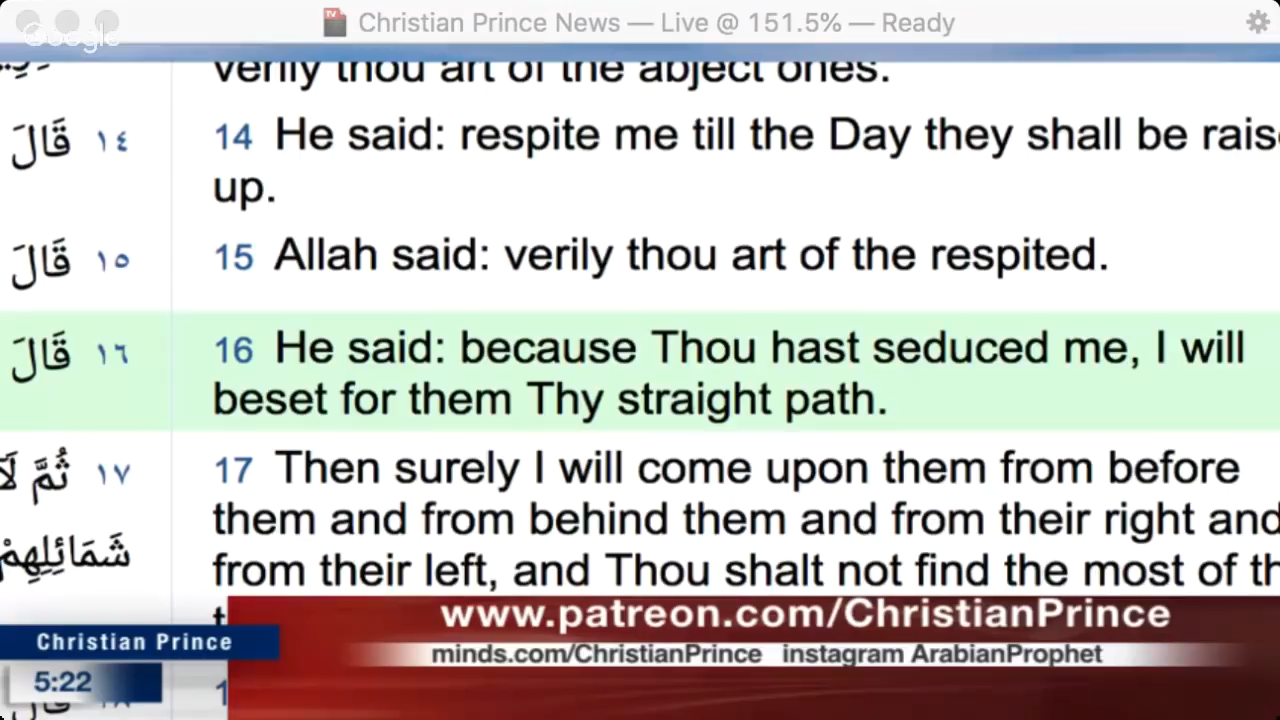 Google
Christian Prince News — Live @ 151.5% — Ready
verily thou art of the abject ones.
قَالَ ١٤ 14 He said: respite me till the Day they shall be raise
up.
قَالَ ١٥ 15 Allah said: verily thou art of the respited.
قَالَ ١٦ 16 He said: because Thou hast seduced me, I will
beset for them Thy straight path.
ثُمَّ ١٧ 17 Then surely I will come upon them from before
them and from behind them and from their right and
شَمَائِلِهِمْ from their left, and Thou shalt not find the most of th
www.patreon.com/ChristianPrince
Christian Prince
minds.com/ChristianPrince instagram ArabianProphet
5:22